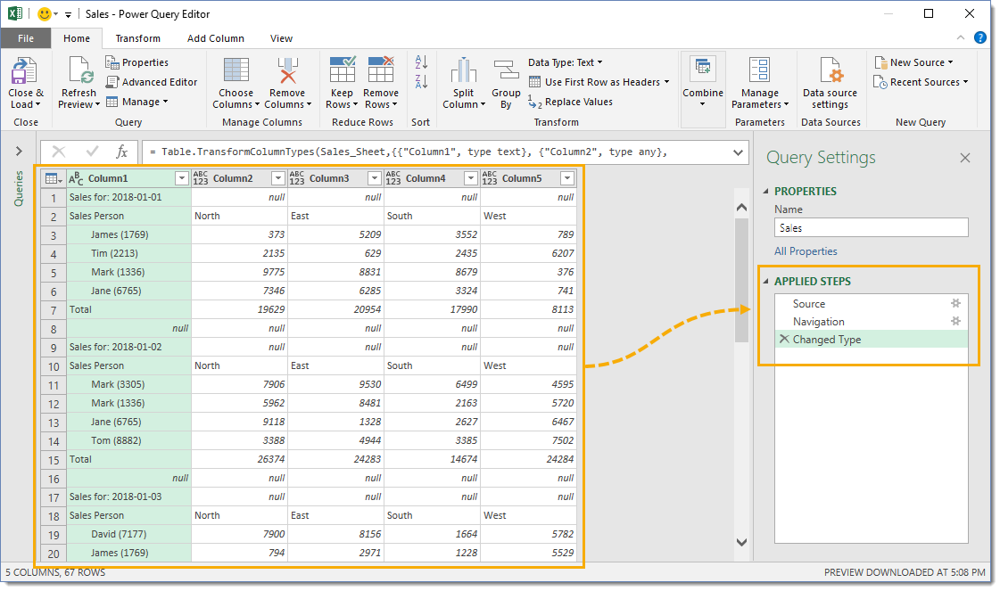 Sales - Power Query Editor
File Home Transform Add Column View
Close & Load
Close
Refresh Preview
Properties
Advanced Editor
Manage
Query
Choose Columns
Remove Columns
Manage Columns
Keep Rows
Remove Rows
Reduce Rows
Sort
Split Column
Group By
Data Type: Text
Use First Row as Headers
Replace Values
Transform
Combine
Manage Parameters
Parameters
Data source settings
Data Sources
New Source
Recent Sources
New Query
Queries
fx = Table.TransformColumnTypes(Sales_Sheet,{{"Column1", type text}, {"Column2", type any},
ABC Column1 ABC 123 Column2 ABC 123 Column3 ABC 123 Column4 ABC 123 Column5
1 Sales for: 2018-01-01 null null null null
2 Sales Person North East South West
3 James (1769) 373 5209 3552 789
4 Tim (2213) 2135 629 2435 6207
5 Mark (1336) 9775 8831 8679 376
6 Jane (6765) 7346 6285 3324 741
7 Total 19629 20954 17990 8113
8 null null null null null
9 Sales for: 2018-01-02 null null null null
10 Sales Person North East South West
11 Mark (3305) 7906 9530 6499 4595
12 Mark (1336) 5962 8481 2163 5720
13 Jane (6765) 9118 1328 2627 6467
14 Tom (8882) 3388 4944 3385 7502
15 Total 26374 24283 14674 24284
16 null null null null null
17 Sales for: 2018-01-03 null null null null
18 Sales Person North East South West
19 David (7177) 7900 8156 1664 5782
20 James (1769) 794 2971 1228 5529
Query Settings
PROPERTIES
Name
Sales
All Properties
APPLIED STEPS
Source
Navigation
Changed Type
5 COLUMNS, 67 ROWS
PREVIEW DOWNLOADED AT 5:08 PM